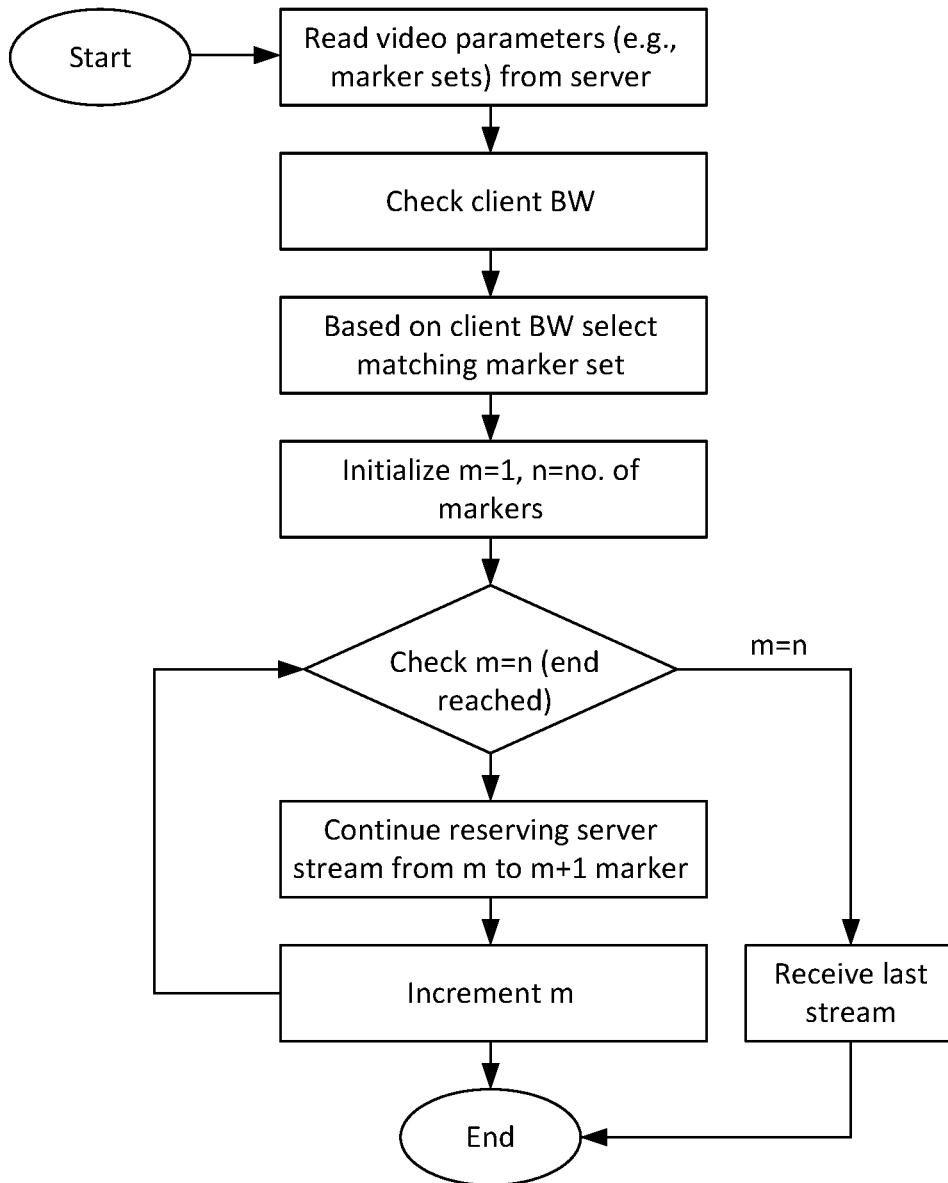 Start
Read video parameters (e.g.,
marker sets) from server
Check client BW
Based on client BW select
matching marker set
Initialize m=1, n=no. of
markers
Check m=n (end
reached)
m=n
Continue reserving server
stream from m to m+1 marker
Increment m
Receive last
stream
End